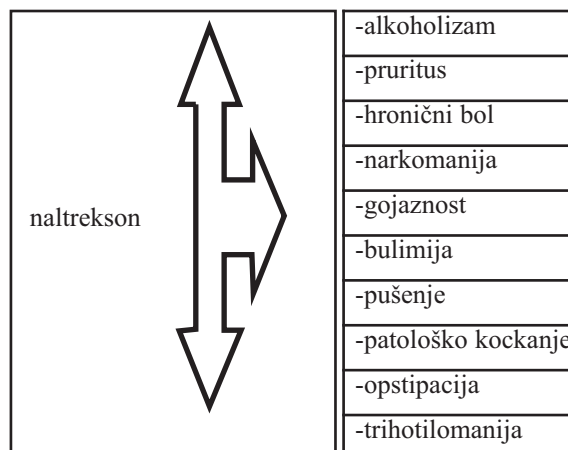 naltrekson
-alkoholizam
-pruritus
-hronični bol
-narkomanija
-gojaznost
-bulimija
-pušenje
-patološko kockanje
-opstipacija
-trihotilomanija